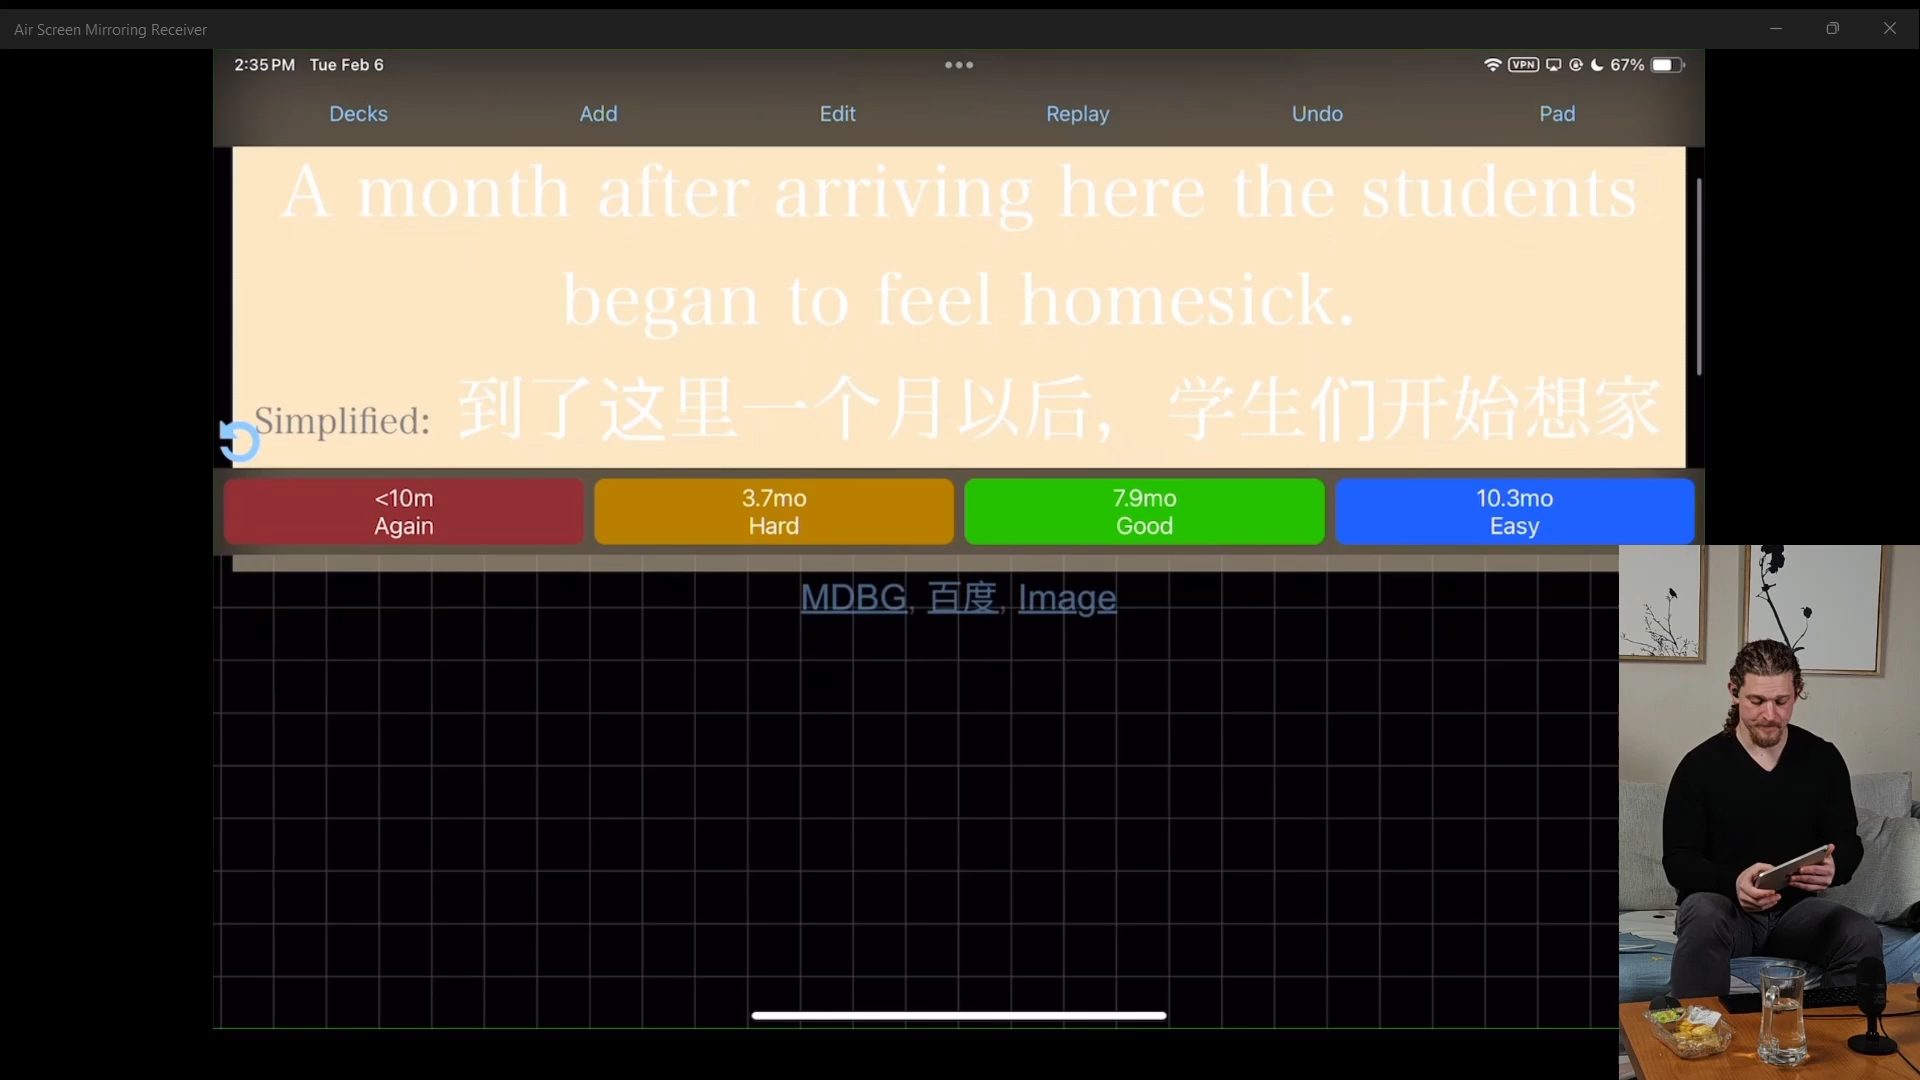 Air Screen Mirroring Receiver
2:35 PM Tue Feb 6
VPN 67%
Decks Add Edit Replay Undo Pad
A month after arriving here the students
began to feel homesick.
Simplified: 到了这里一个月以后，学生们开始想家
<10m 3.7mo 7.9mo 10.3mo
Again Hard Good Easy
MDBG, 百度, Image